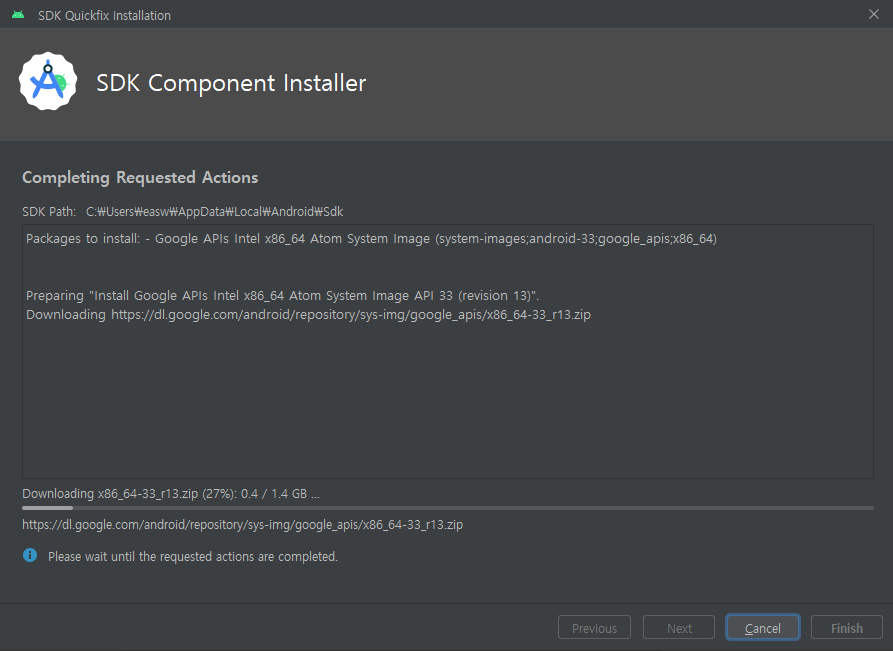 SDK Quickfix Installation
SDK Component Installer
Completing Requested Actions
SDK Path: C:₩Users₩easw₩AppData₩Local₩Android₩Sdk
Packages to install: - Google APIs Intel x86_64 Atom System Image (system-images;android-33;google_apis;x86_64)
Preparing "Install Google APIs Intel x86_64 Atom System Image API 33 (revision 13)".
Downloading https://dl.google.com/android/repository/sys-img/google_apis/x86_64-33_r13.zip
Downloading x86_64-33_r13.zip (27%): 0.4 / 1.4 GB ...
https://dl.google.com/android/repository/sys-img/google_apis/x86_64-33_r13.zip
Please wait until the requested actions are completed.
Previous Next Cancel Finish